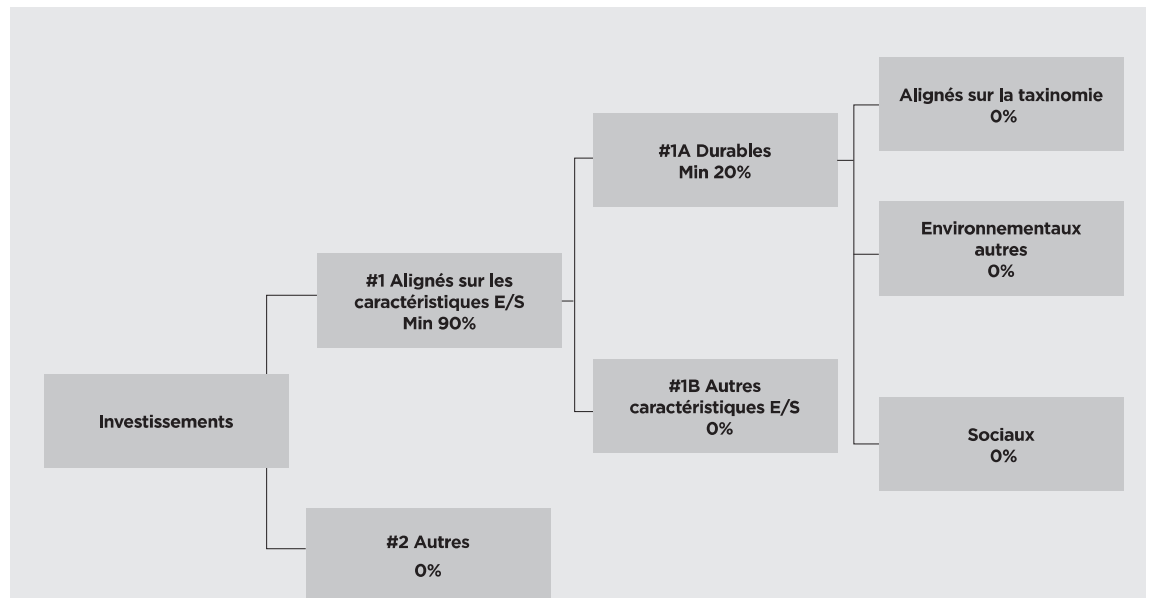 Investissements
#1 Alignés sur les
caractéristiques E/S
Min 90%
#2 Autres
0%
#1A Durables
Min 20%
#1B Autres
caractéristiques E/S
0%
Alignés sur la taxinomie
0%
Environnementaux
autres
0%
Sociaux
0%